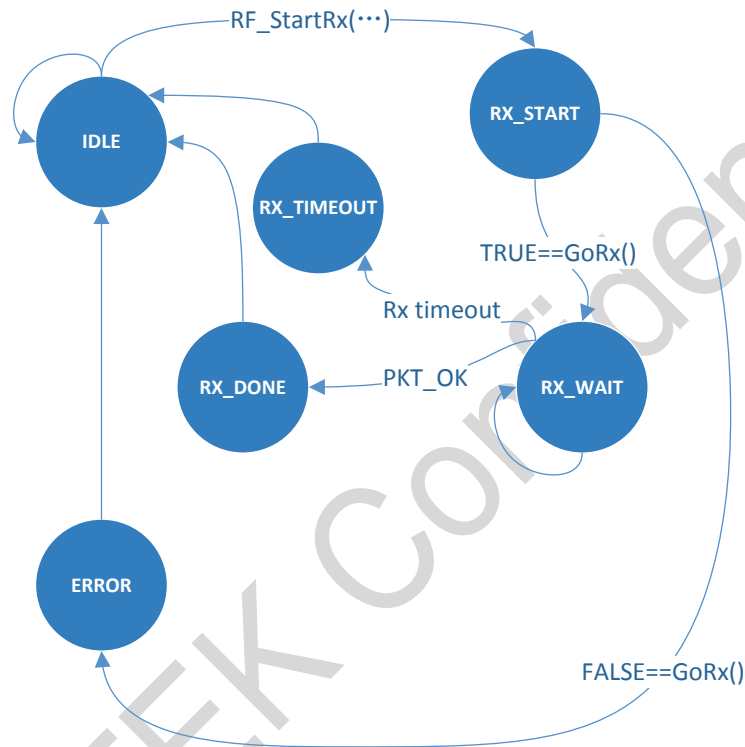 RF_StartRx(⋯)
IDLE
RX_START
RX_TIMEOUT
TRUE==GoRx()
Rx timeout
RX_DONE
PKT_OK
RX_WAIT
ERROR
FALSE==GoRx()